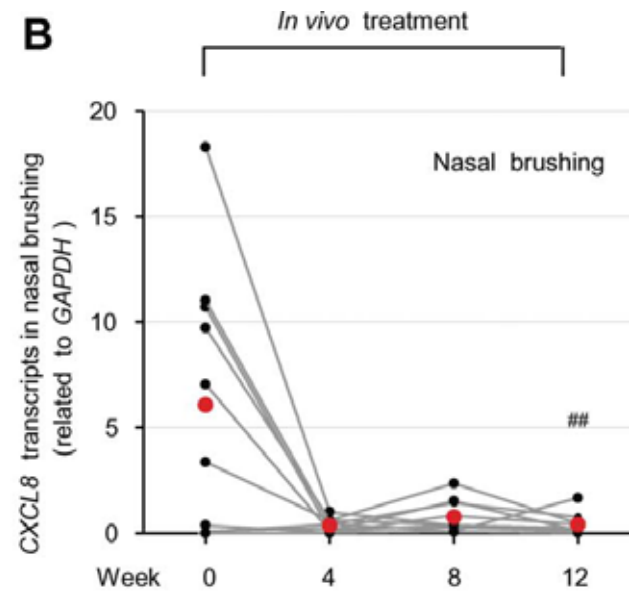 B
In vivo treatment
CXCL8 transcripts in nasal brushing
(related to GAPDH )
20
15
10
5
0
Nasal brushing
##
Week 0 4 8 12